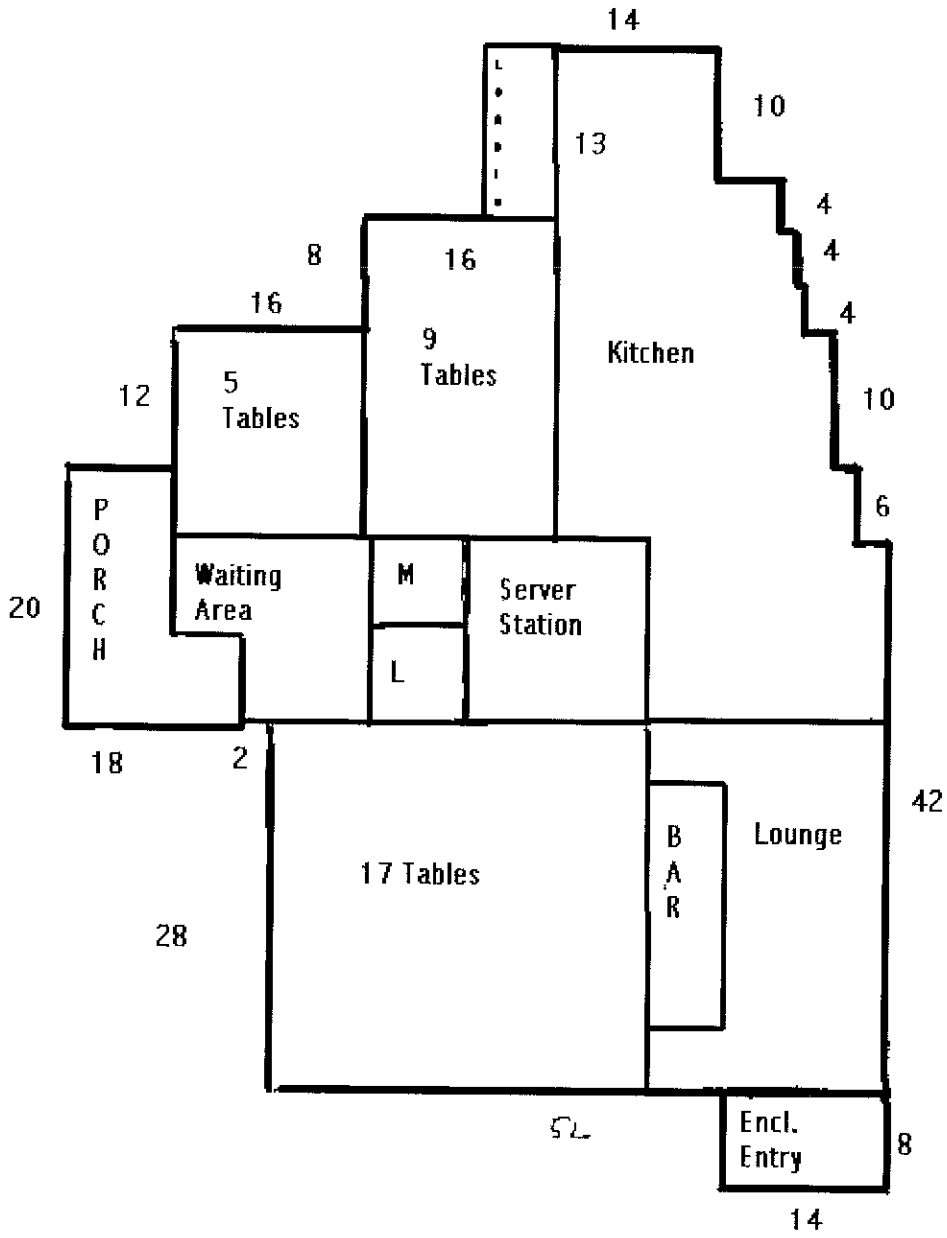 14
10
13
4
8
16
4
16
4
9
Tables
Kitchen
5
Tables
12
10
P
O
R
C
H
6
Waiting
Area
M
Server
Station
20
L
18
2
42
Lounge
B
A
R
17 Tables
28
Encl.
Entry
8
14